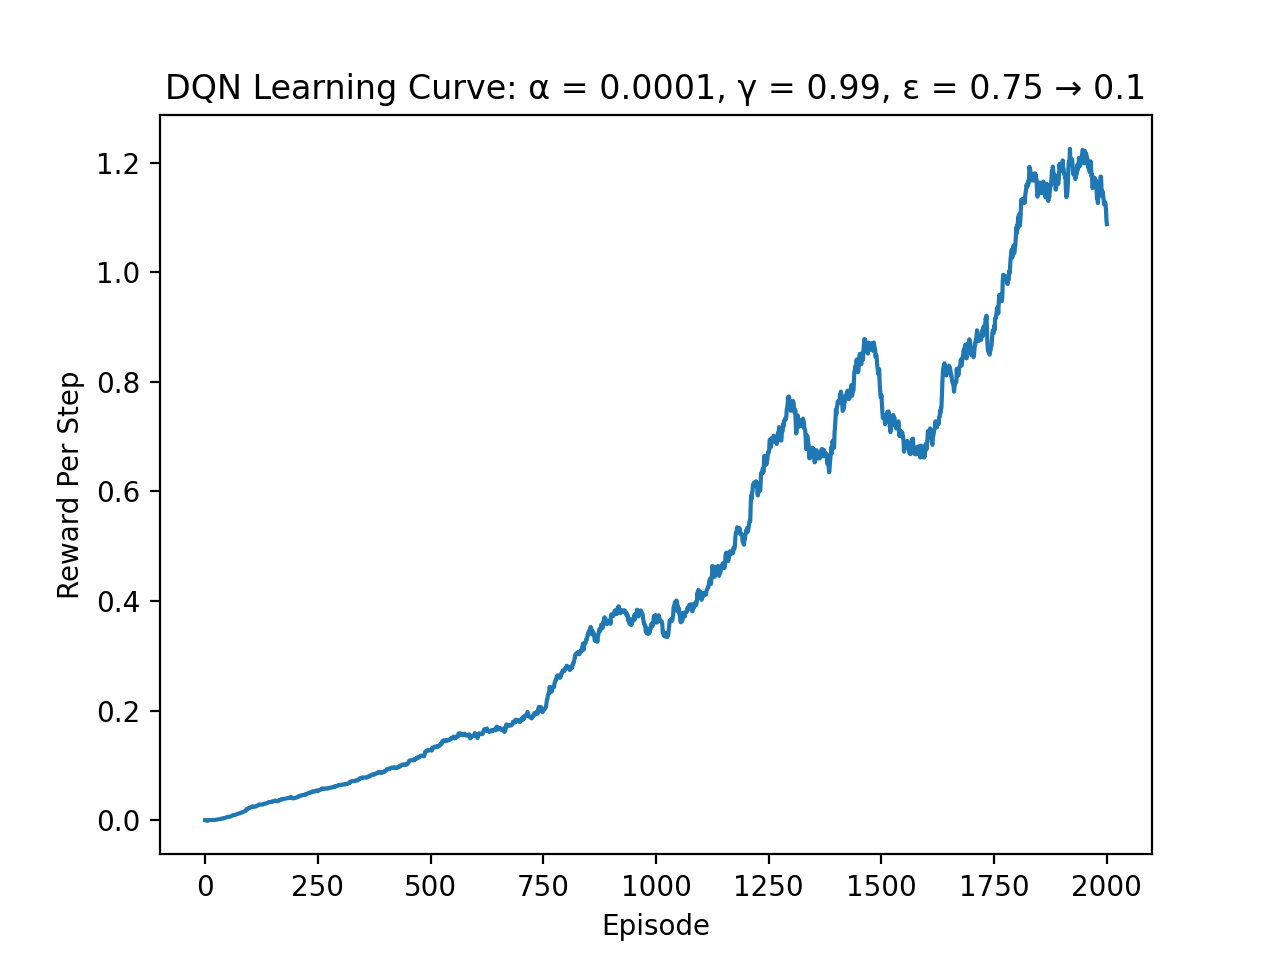 DQN Learning Curve: α = 0.0001, γ = 0.99, ε = 0.75 → 0.1
1.2
1.0
0.8
0.6
0.4
0.2
0.0
Reward Per Step
0 250 500 750 1000 1250 1500 1750 2000
Episode